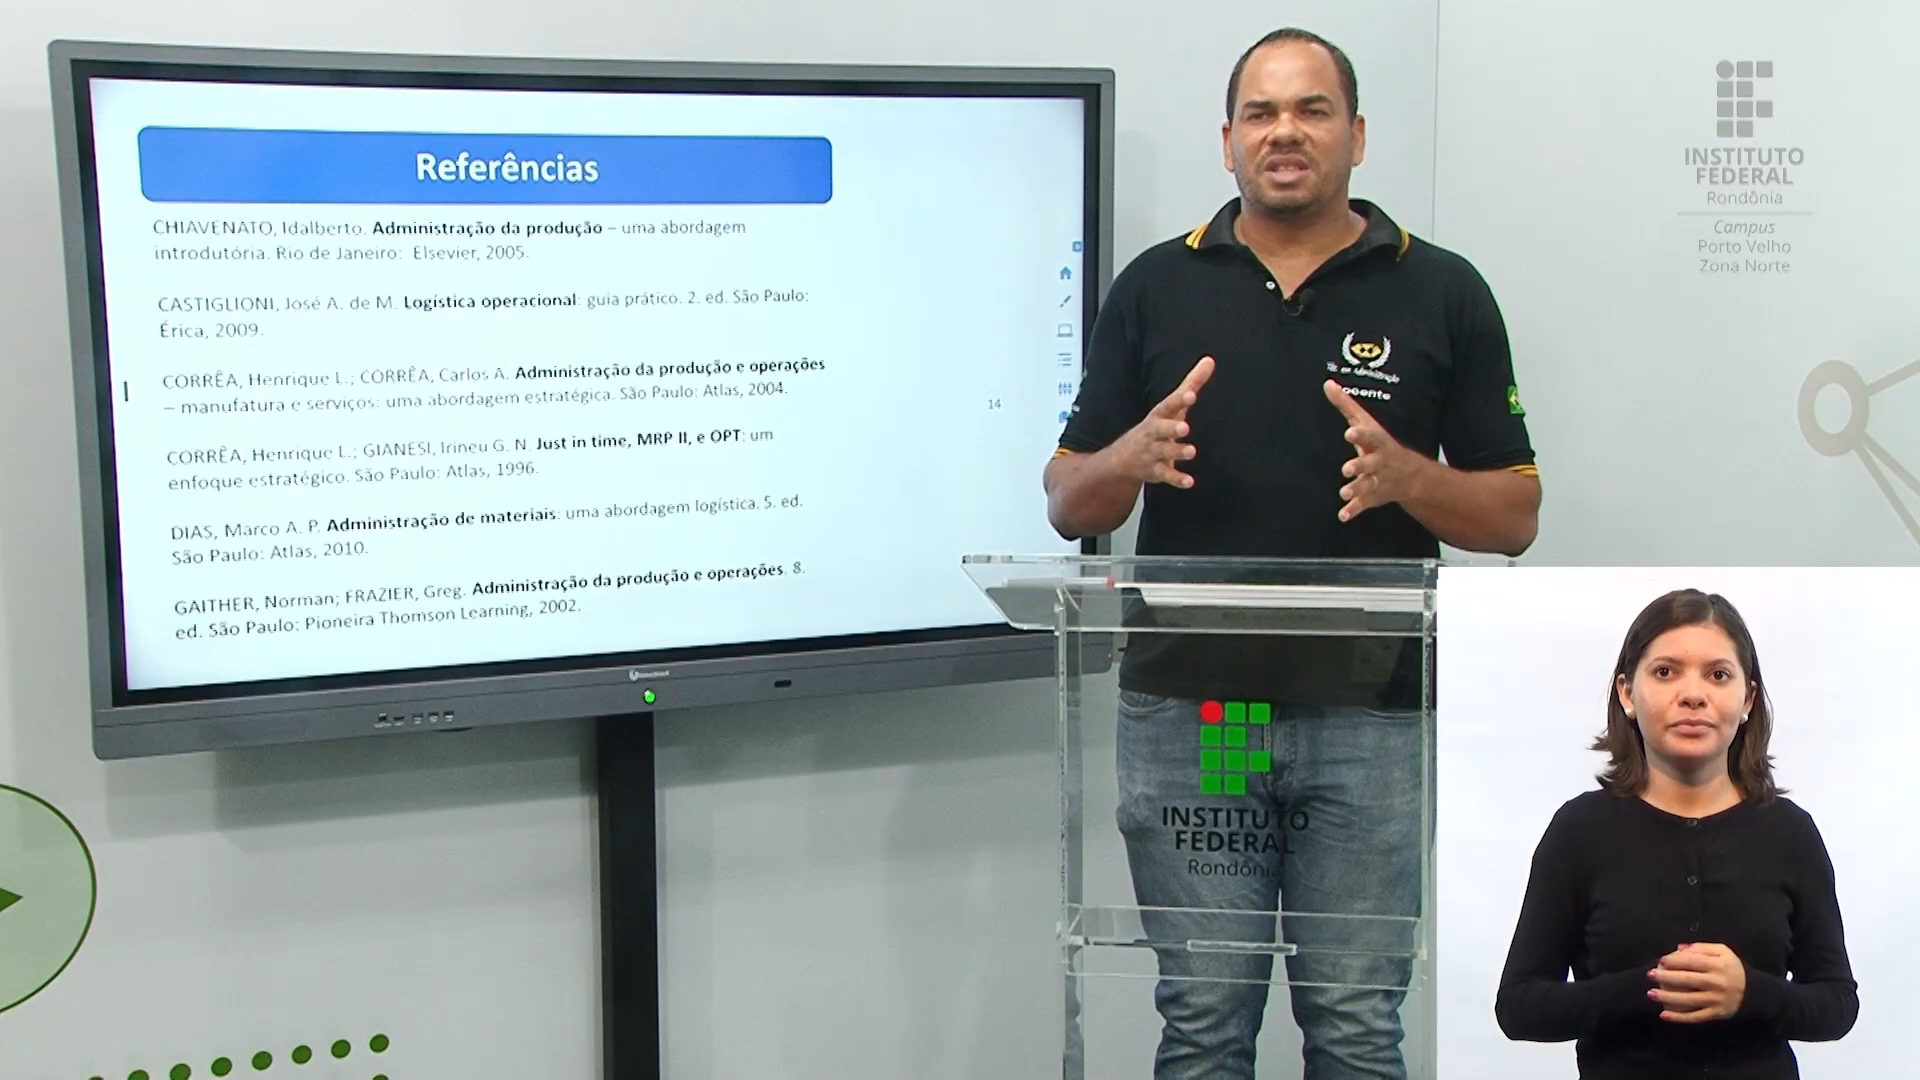 Referências
CHIAVENATO, Idalberto. Administração da produção – uma abordagem
introdutória. Rio de Janeiro: Elsevier, 2005.
CASTIGLIONI, José A. de M. Logística operacional: guia prático. 2. ed. São Paulo:
Érica, 2009.
CORRÊA, Henrique L.; CORRÊA, Carlos A. Administração da produção e operações
– manufatura e serviços: uma abordagem estratégica. São Paulo: Atlas, 2004.
CORRÊA, Henrique L.; GIANESI, Irineu G. N. Just in time, MRP II, e OPT: um
enfoque estratégico. São Paulo: Atlas, 1996.
DIAS, Marco A. P. Administração de materiais: uma abordagem logística. 5. ed.
São Paulo: Atlas, 2010.
GAITHER, Norman; FRAZIER, Greg. Administração da produção e operações. 8.
ed. São Paulo: Pioneira Thomson Learning, 2002.
14
INSTITUTO
FEDERAL
Rondônia
Campus
Porto Velho
Zona Norte
INSTITUTO
FEDERAL
Rondônia